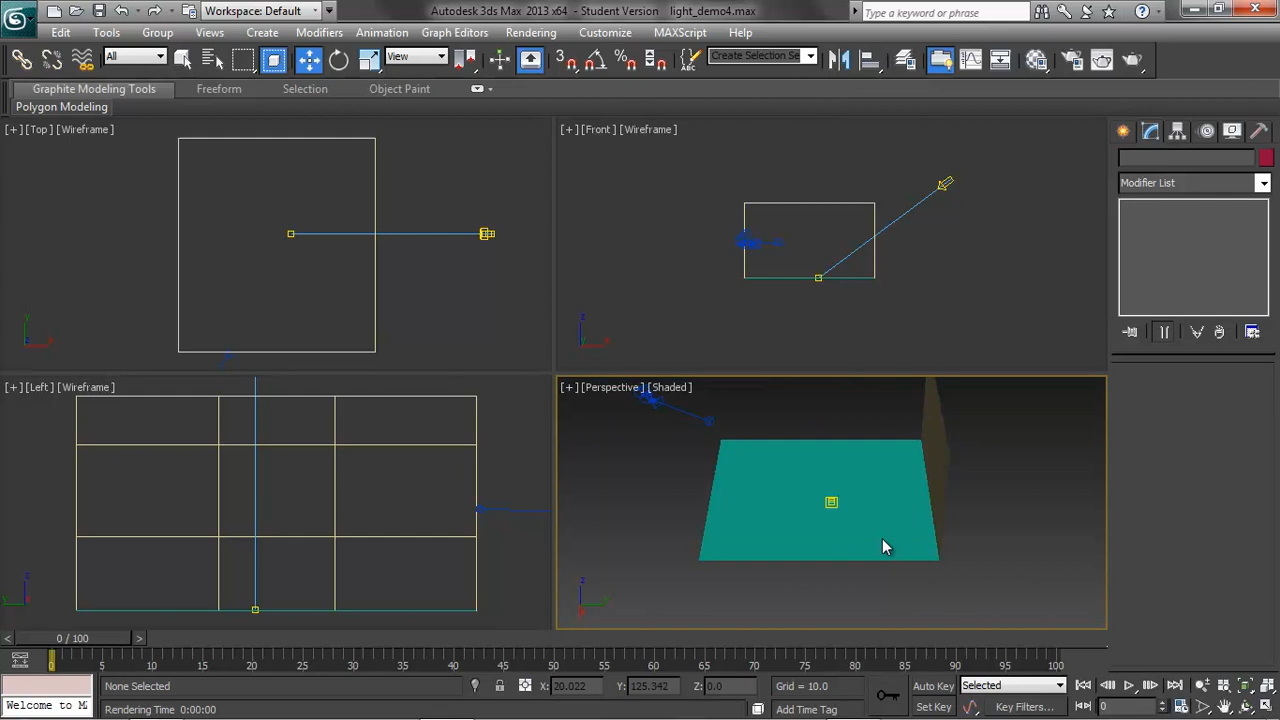 Workspace: Default
Autodesk 3ds Max 2013 x64 - Student Version light_demo4.max
Type a keyword or phrase
Edit Tools Group Views Create Modifiers Animation Graph Editors Rendering Customize MAXScript Help
All View 3 Create Selection Se
Graphite Modeling Tools Freeform Selection Object Paint
Polygon Modeling
[+] [Top] [Wireframe]
[+] [Front] [Wireframe]
Modifier List
[+] [Left] [Wireframe]
[+] [Perspective] [Shaded]
0 / 100
0 5 10 15 20 25 30 35 40 45 50 55 60 65 70 75 80 85 90 95 100
None Selected X: 20.022 Y: 125.342 Z: 0.0 Grid = 10.0 Auto Key Selected
Welcome to M Rendering Time 0:00:00 Add Time Tag Set Key Key Filters... 0